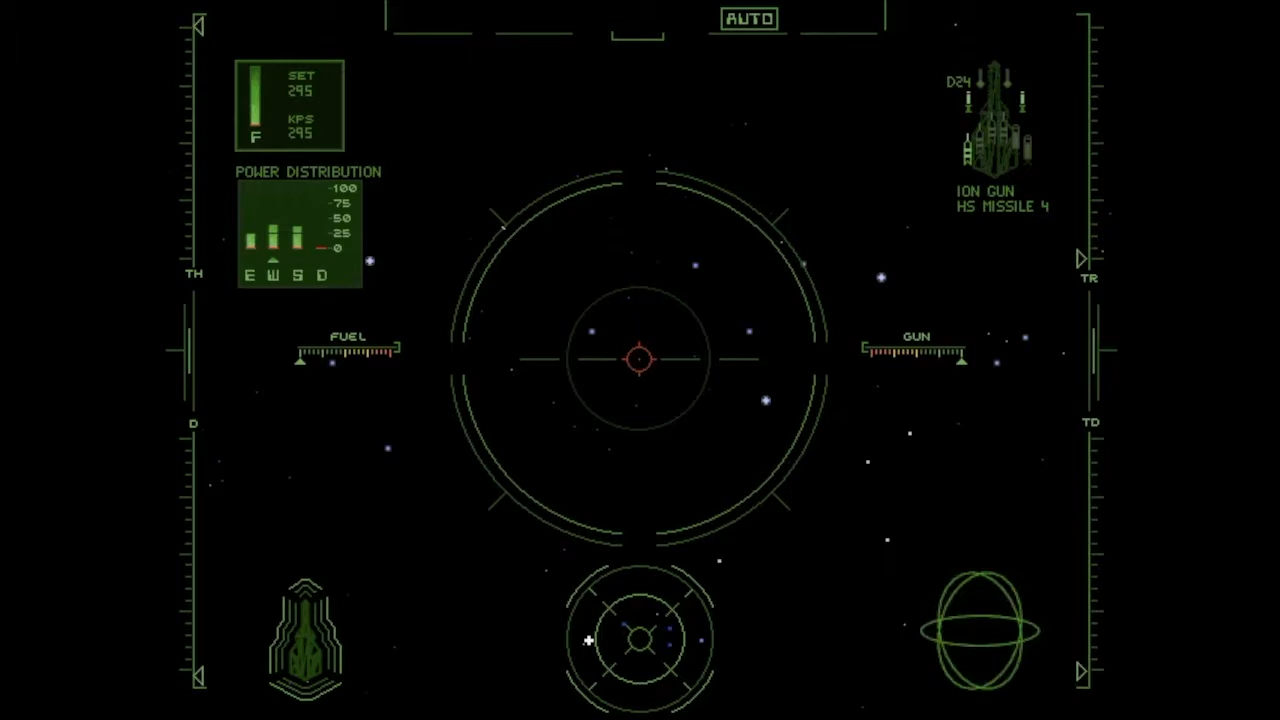 AUTO
SET
295
KPS
295
F
D24
POWER DISTRIBUTION
100
75
50
25
0
E W S D
ION GUN
HS MISSILE 4
TH
TR
FUEL
GUN
D
TD